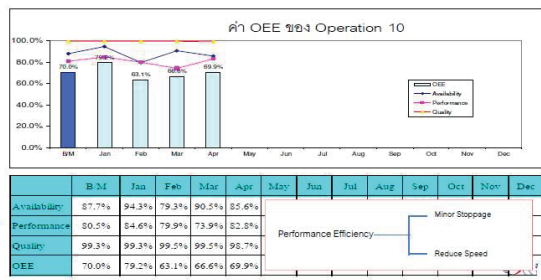 ค่า OEE ของ Operation 10
100.0%
80.0%
60.0%
40.0%
20.0%
0.0%
70.0%
79.2%
63.1%
66.6%
69.9%
B/M Jan Feb Mar Apr May Jun Jul Aug Sep Oct Nov Dec
OEE
Availability
Performance
Quality
B/M Jan Feb Mar Apr May Jun Jul Aug Sep Oct Nov Dec
Availability 87.7% 94.3% 79.3% 90.5% 85.6%
Performance 80.5% 84.6% 79.9% 73.9% 82.8%
Quality 99.3% 99.3% 99.5% 99.5% 98.7%
OEE 70.0% 79.2% 63.1% 66.6% 69.9%
Performance Efficiency
Minor Stoppage
Reduce Speed